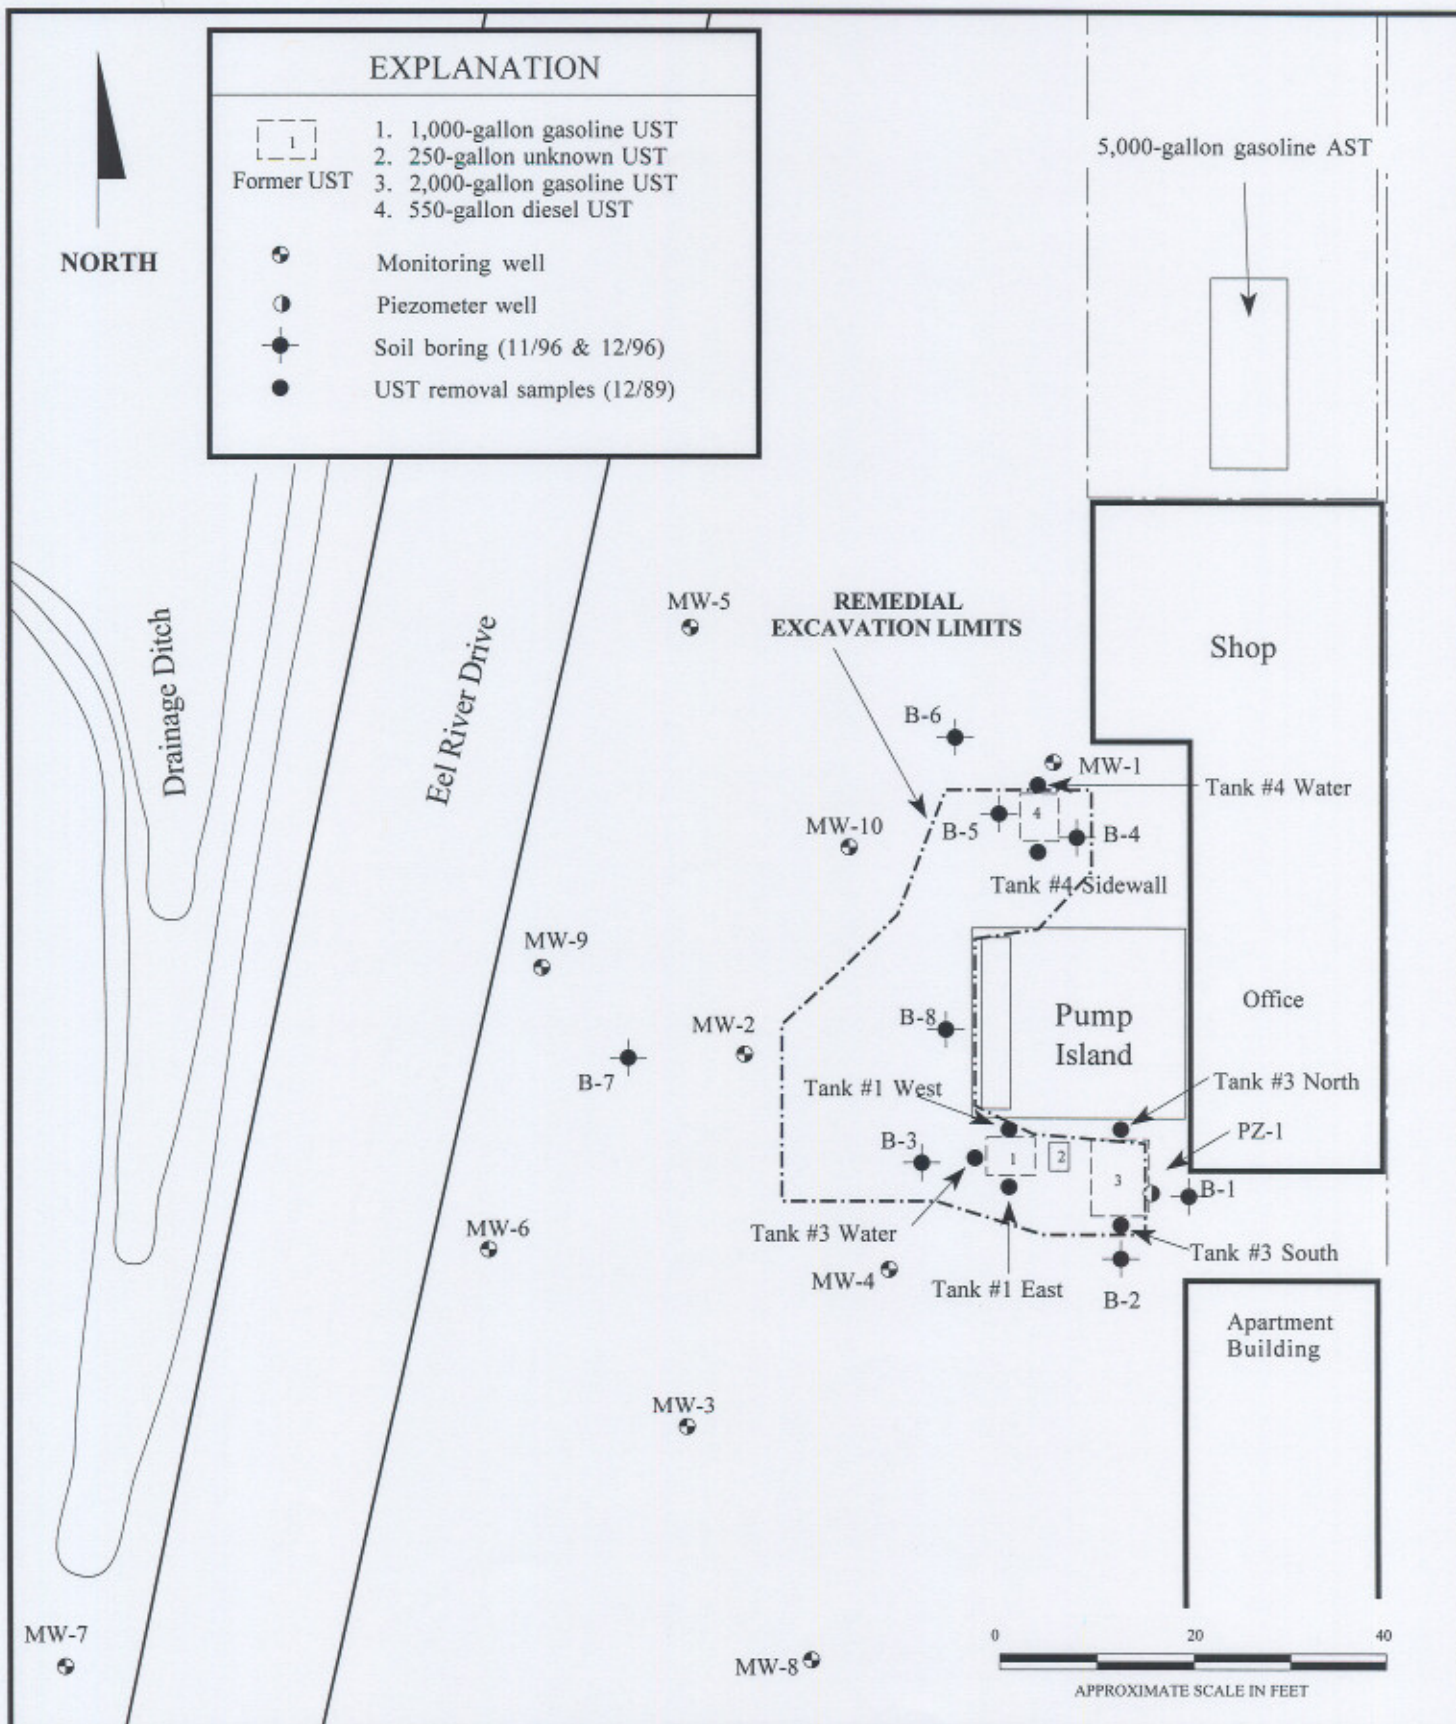 EXPLANATION
1
Former UST
1. 1,000-gallon gasoline UST
2. 250-gallon unknown UST
3. 2,000-gallon gasoline UST
4. 550-gallon diesel UST
Monitoring well
Piezometer well
Soil boring (11/96 & 12/96)
UST removal samples (12/89)
NORTH
5,000-gallon gasoline AST
Drainage Ditch
Eel River Drive
MW-5
REMEDIAL
EXCAVATION LIMITS
Shop
B-6
MW-1
Tank #4 Water
4
MW-10
B-5
B-4
Tank #4 Sidewall
MW-9
Office
B-8
Pump
Island
MW-2
B-7
Tank #1 West
Tank #3 North
PZ-1
B-3
1
2
3
B-1
MW-6
Tank #3 Water
Tank #3 South
MW-4
Tank #1 East
B-2
Apartment
Building
MW-3
MW-7
MW-8
0 20 40
APPROXIMATE SCALE IN FEET